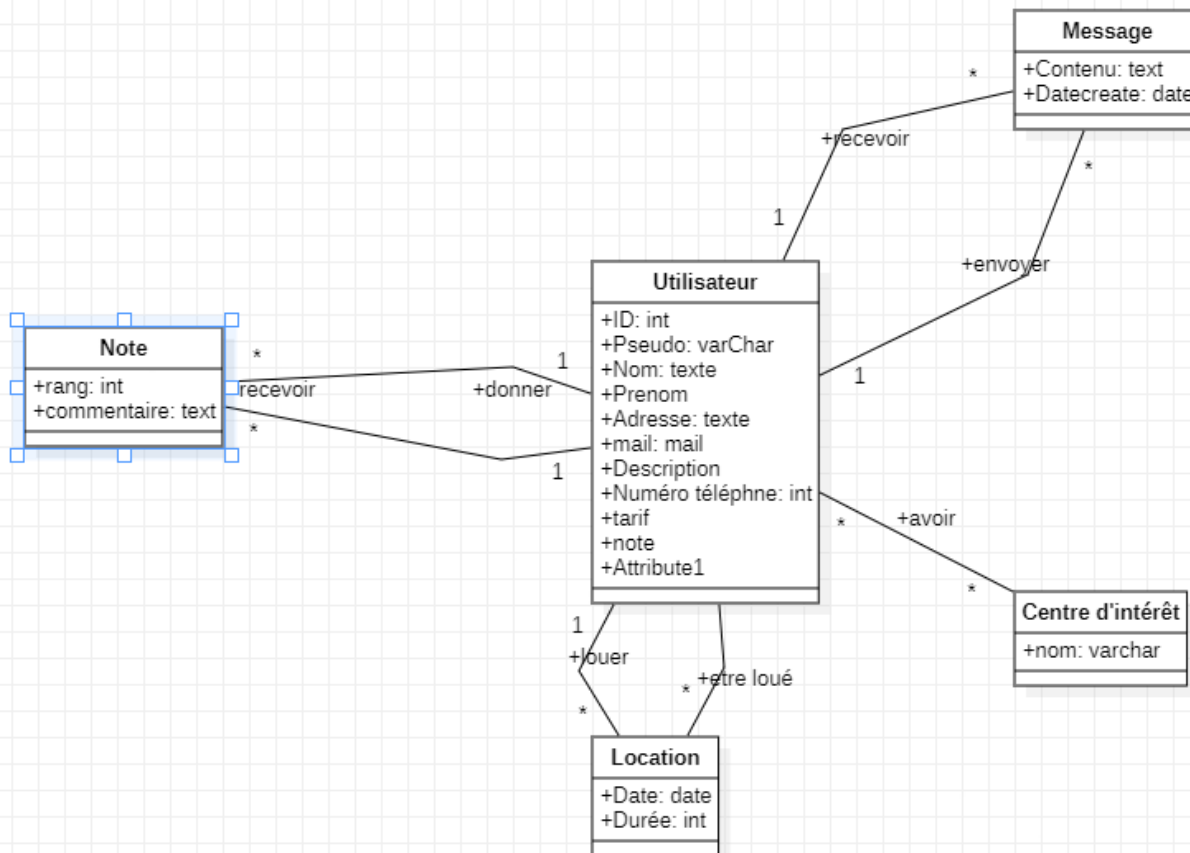 Message
+Contenu: text
+Datecreate: date
*
+recevoir
1
*
+envoyer
1
Utilisateur
+ID: int
+Pseudo: varChar
+Nom: texte
+Prenom
+Adresse: texte
+mail: mail
+Description
+Numéro téléphne: int
+tarif
+note
+Attribute1
Note
+rang: int
+commentaire: text
*
recevoir
*
1
+donner
1
*
+avoir
*
Centre d'intérêt
+nom: varchar
1
+louer
*
+etre loué
*
Location
+Date: date
+Durée: int